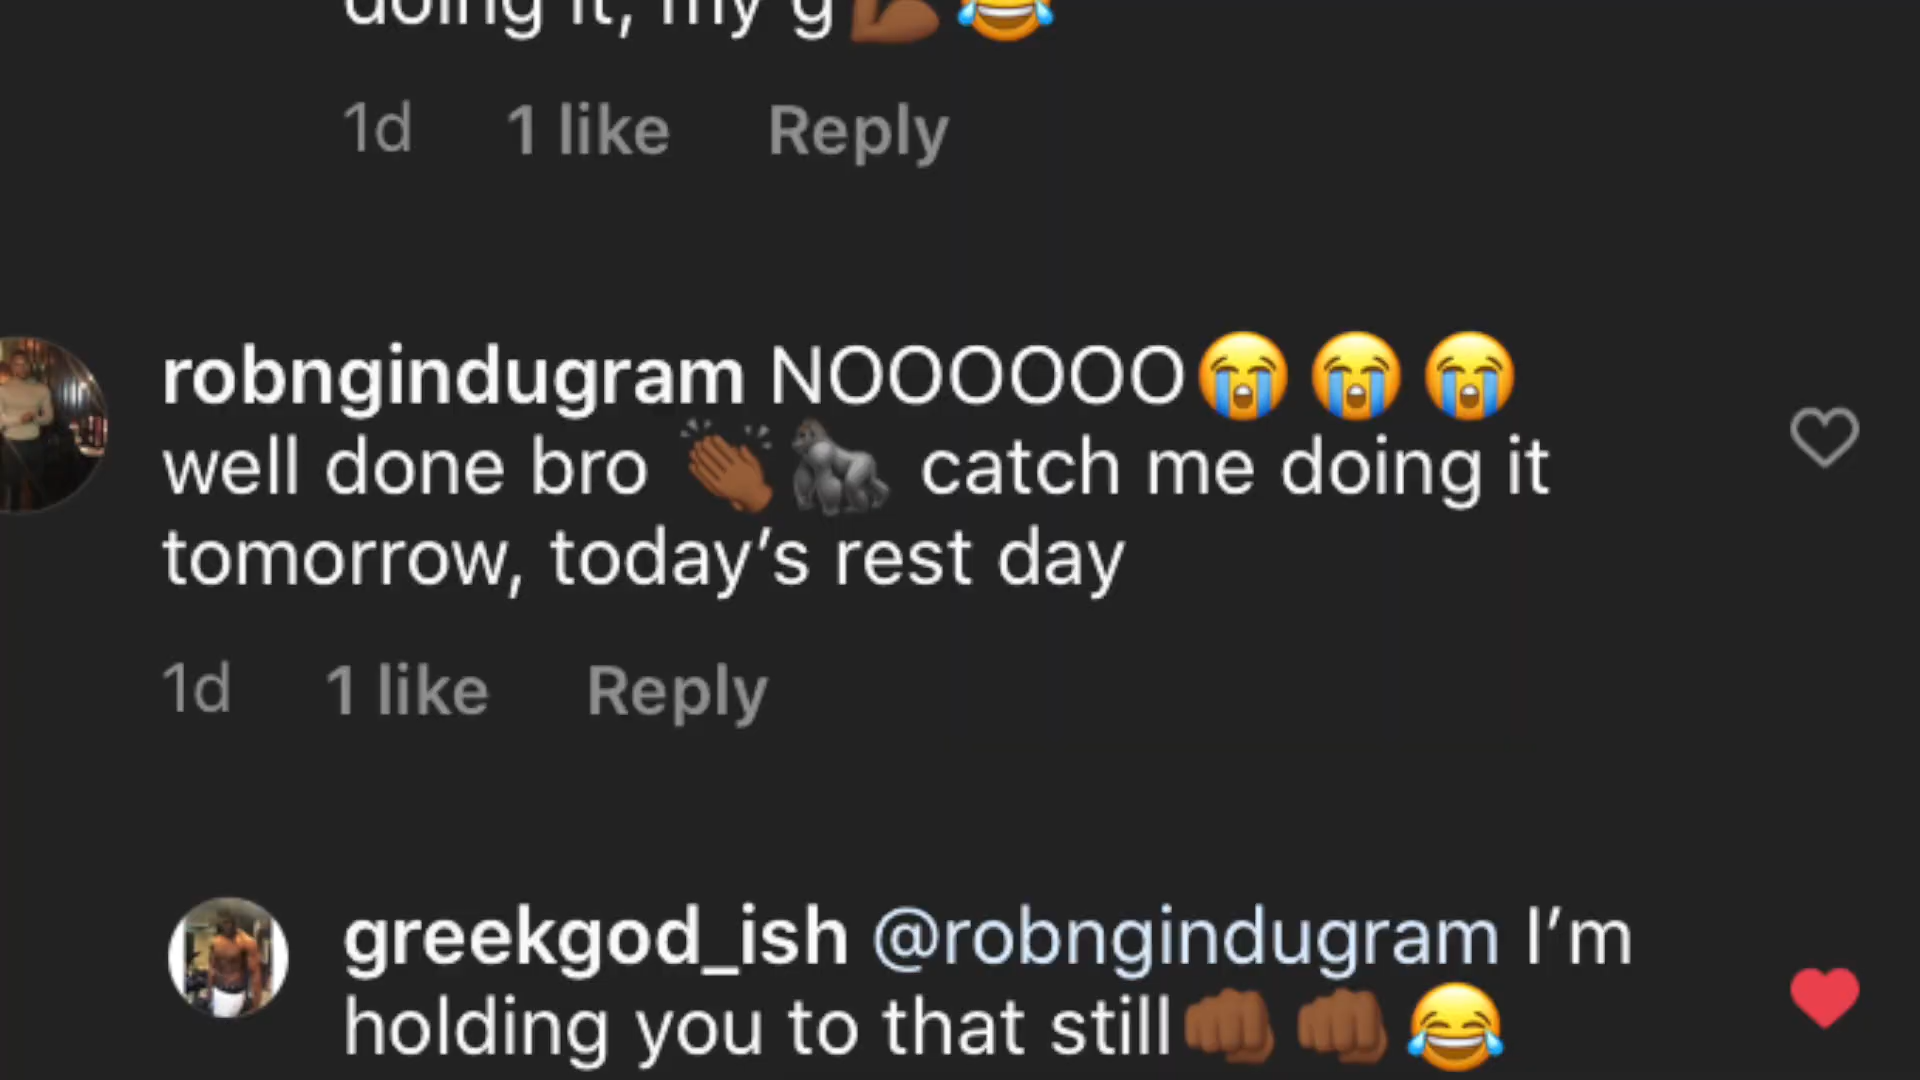 doing it, my g💪🏾😂
1d 1 like Reply
robngindugram NOOOOOO😭😭😭
well done bro 👏🏾🦍 catch me doing it
tomorrow, today’s rest day
1d 1 like Reply
greekgod_ish @robngindugram I’m
holding you to that still👊🏾👊🏾😂